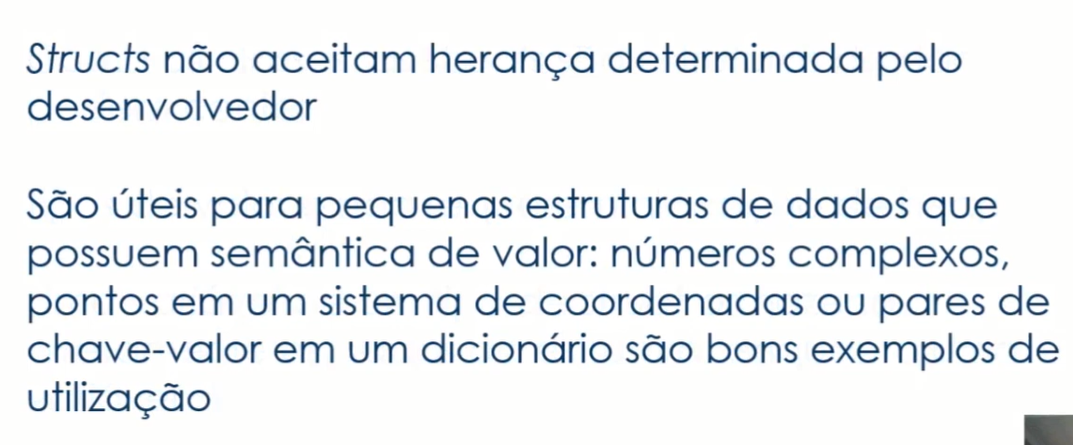 Structs não aceitam herança determinada pelo
desenvolvedor
São úteis para pequenas estruturas de dados que
possuem semântica de valor: números complexos,
pontos em um sistema de coordenadas ou pares de
chave-valor em um dicionário são bons exemplos de
utilização